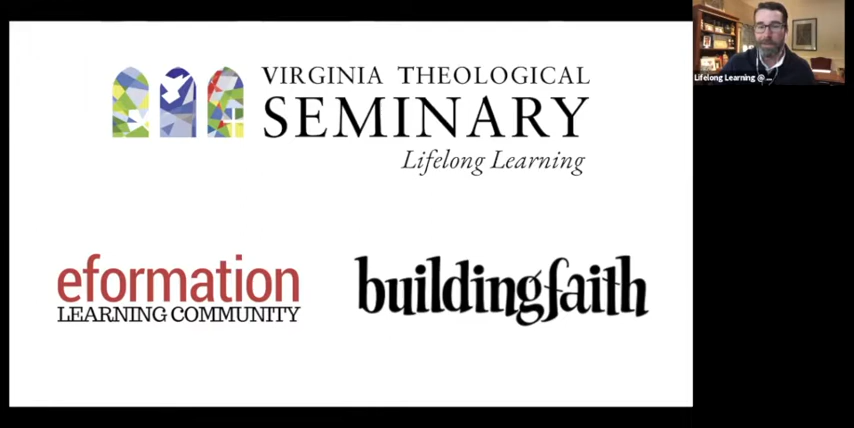 VIRGINIA THEOLOGICAL
SEMINARY
Lifelong Learning
eformation
LEARNING COMMUNITY
buildingfaith
Lifelong Learning @ ...